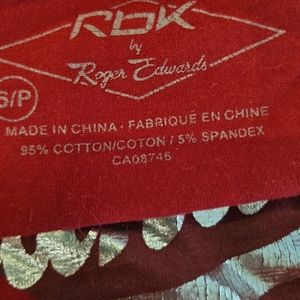 RBK
by
Roger Edwards
S/P
MADE IN CHINA · FABRIQUÉ EN CHINE
95% COTTON/COTON / 5% SPANDEX
CA08746